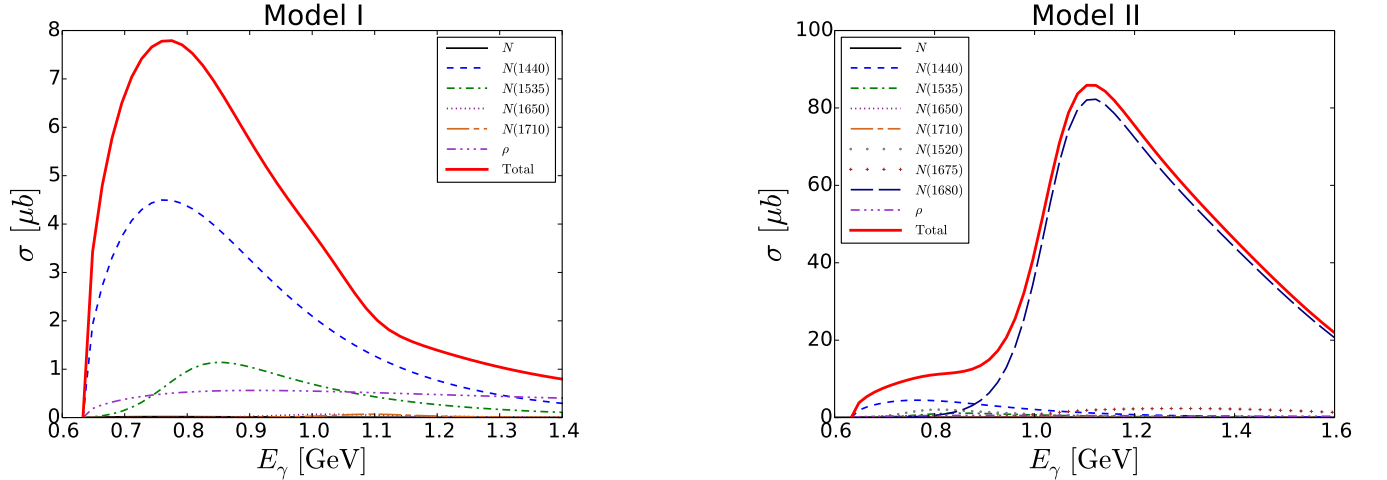 Model I
8
7
6
5
4
3
2
1
0
σ [μb]
0.6 0.7 0.8 0.9 1.0 1.1 1.2 1.3 1.4
E_γ [GeV]
N
N(1440)
N(1535)
N(1650)
N(1710)
ρ
Total
Model II
100
80
60
40
20
0
σ [μb]
0.6 0.8 1.0 1.2 1.4 1.6
E_γ [GeV]
N
N(1440)
N(1535)
N(1650)
N(1710)
N(1520)
N(1675)
N(1680)
ρ
Total